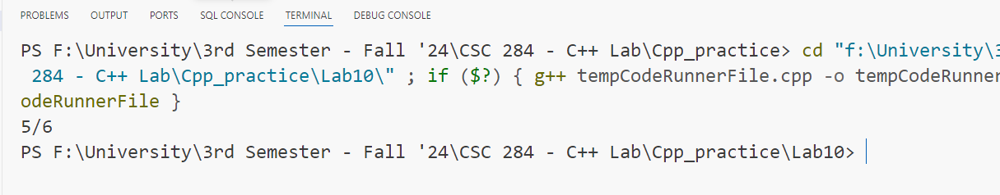 PROBLEMS OUTPUT PORTS SQL CONSOLE TERMINAL DEBUG CONSOLE
PS F:\University\3rd Semester - Fall '24\CSC 284 - C++ Lab\Cpp_practice> cd "f:\University\3
284 - C++ Lab\Cpp_practice\Lab10\" ; if ($?) { g++ tempCodeRunnerFile.cpp -o tempCodeRunner
odeRunnerFile }
5/6
PS F:\University\3rd Semester - Fall '24\CSC 284 - C++ Lab\Cpp_practice\Lab10>